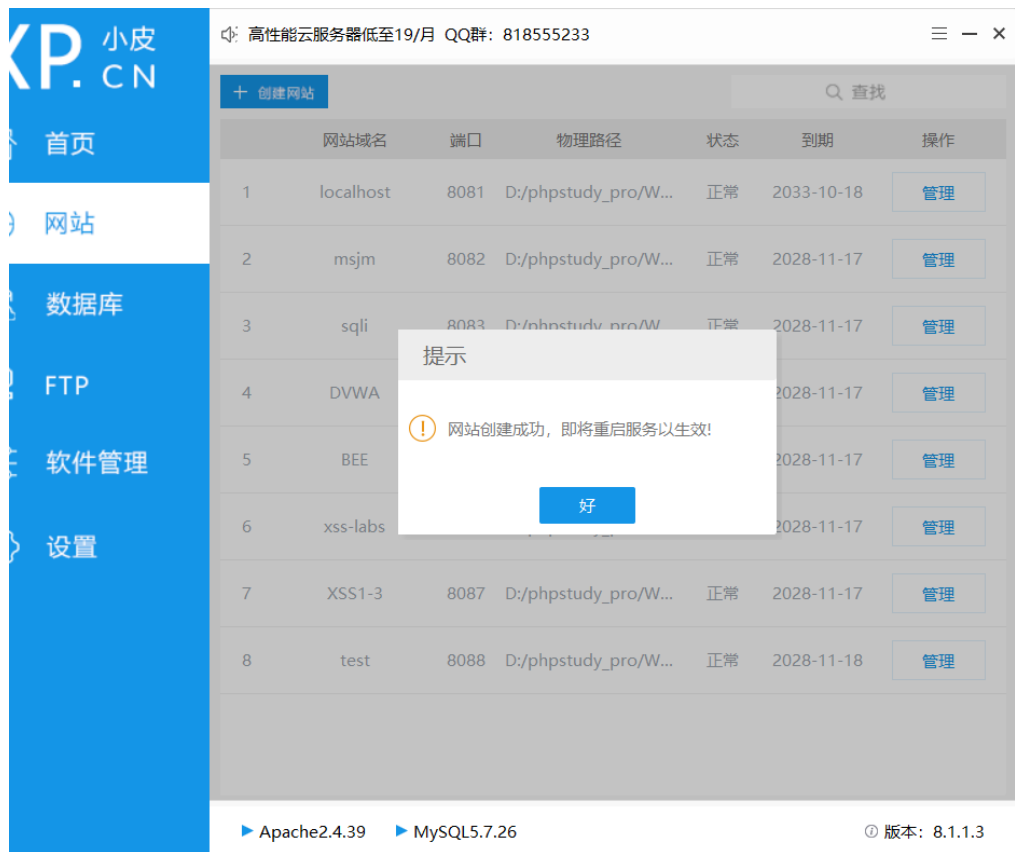 XP. 小皮
CN
高性能云服务器低至19/月 QQ群：818555233
首页
网站
数据库
FTP
软件管理
设置
创建网站
查找
网站域名 端口 物理路径 状态 到期 操作
1 localhost 8081 D:/phpstudy_pro/W... 正常 2033-10-18 管理
2 msjm 8082 D:/phpstudy_pro/W... 正常 2028-11-17 管理
3 sqli 8083 D:/phpstudy_pro/W 正常 2028-11-17 管理
4 DVWA 2028-11-17 管理
5 BEE 2028-11-17 管理
6 xss-labs 2028-11-17 管理
7 XSS1-3 8087 D:/phpstudy_pro/W... 正常 2028-11-17 管理
8 test 8088 D:/phpstudy_pro/W... 正常 2028-11-18 管理
提示
网站创建成功，即将重启服务以生效!
好
Apache2.4.39 MySQL5.7.26 版本：8.1.1.3